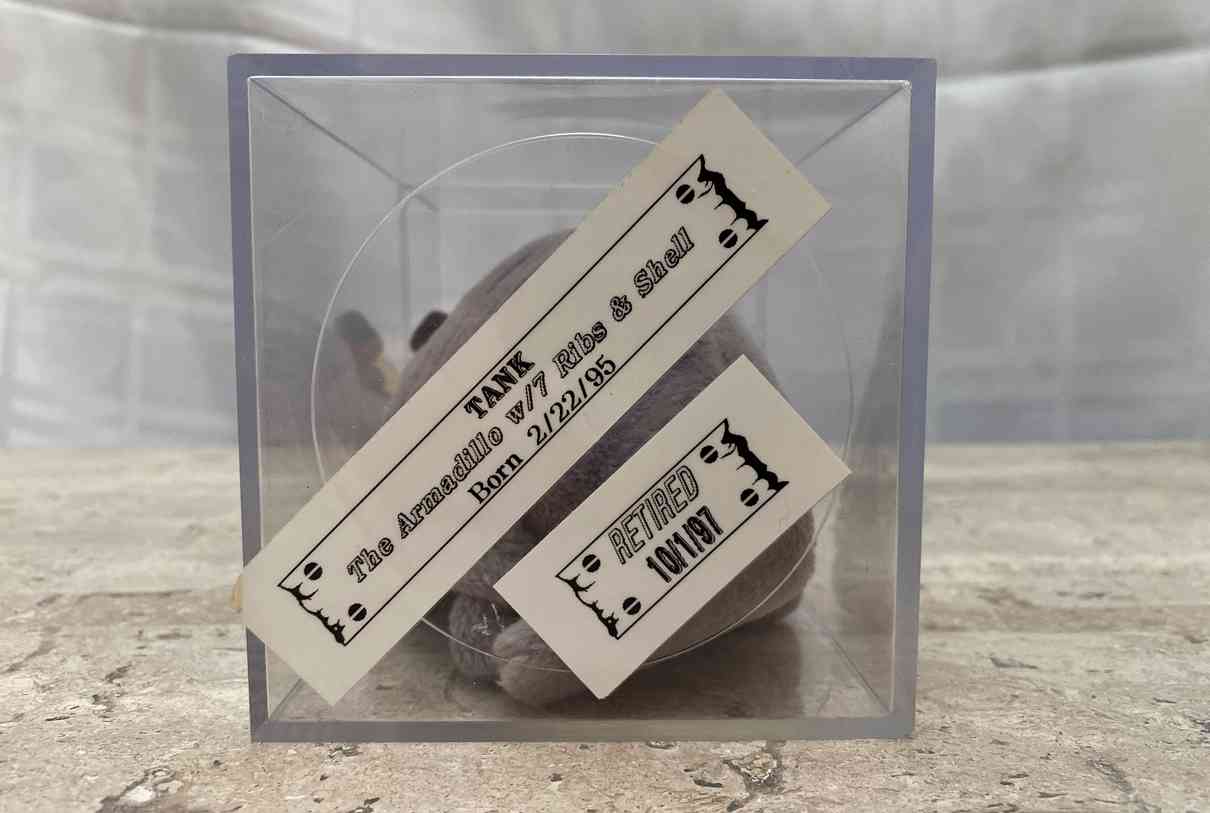 TANK
The Armadillo w/7 Ribs & Shell
Born 2/22/95
RETIRED
10/1/97